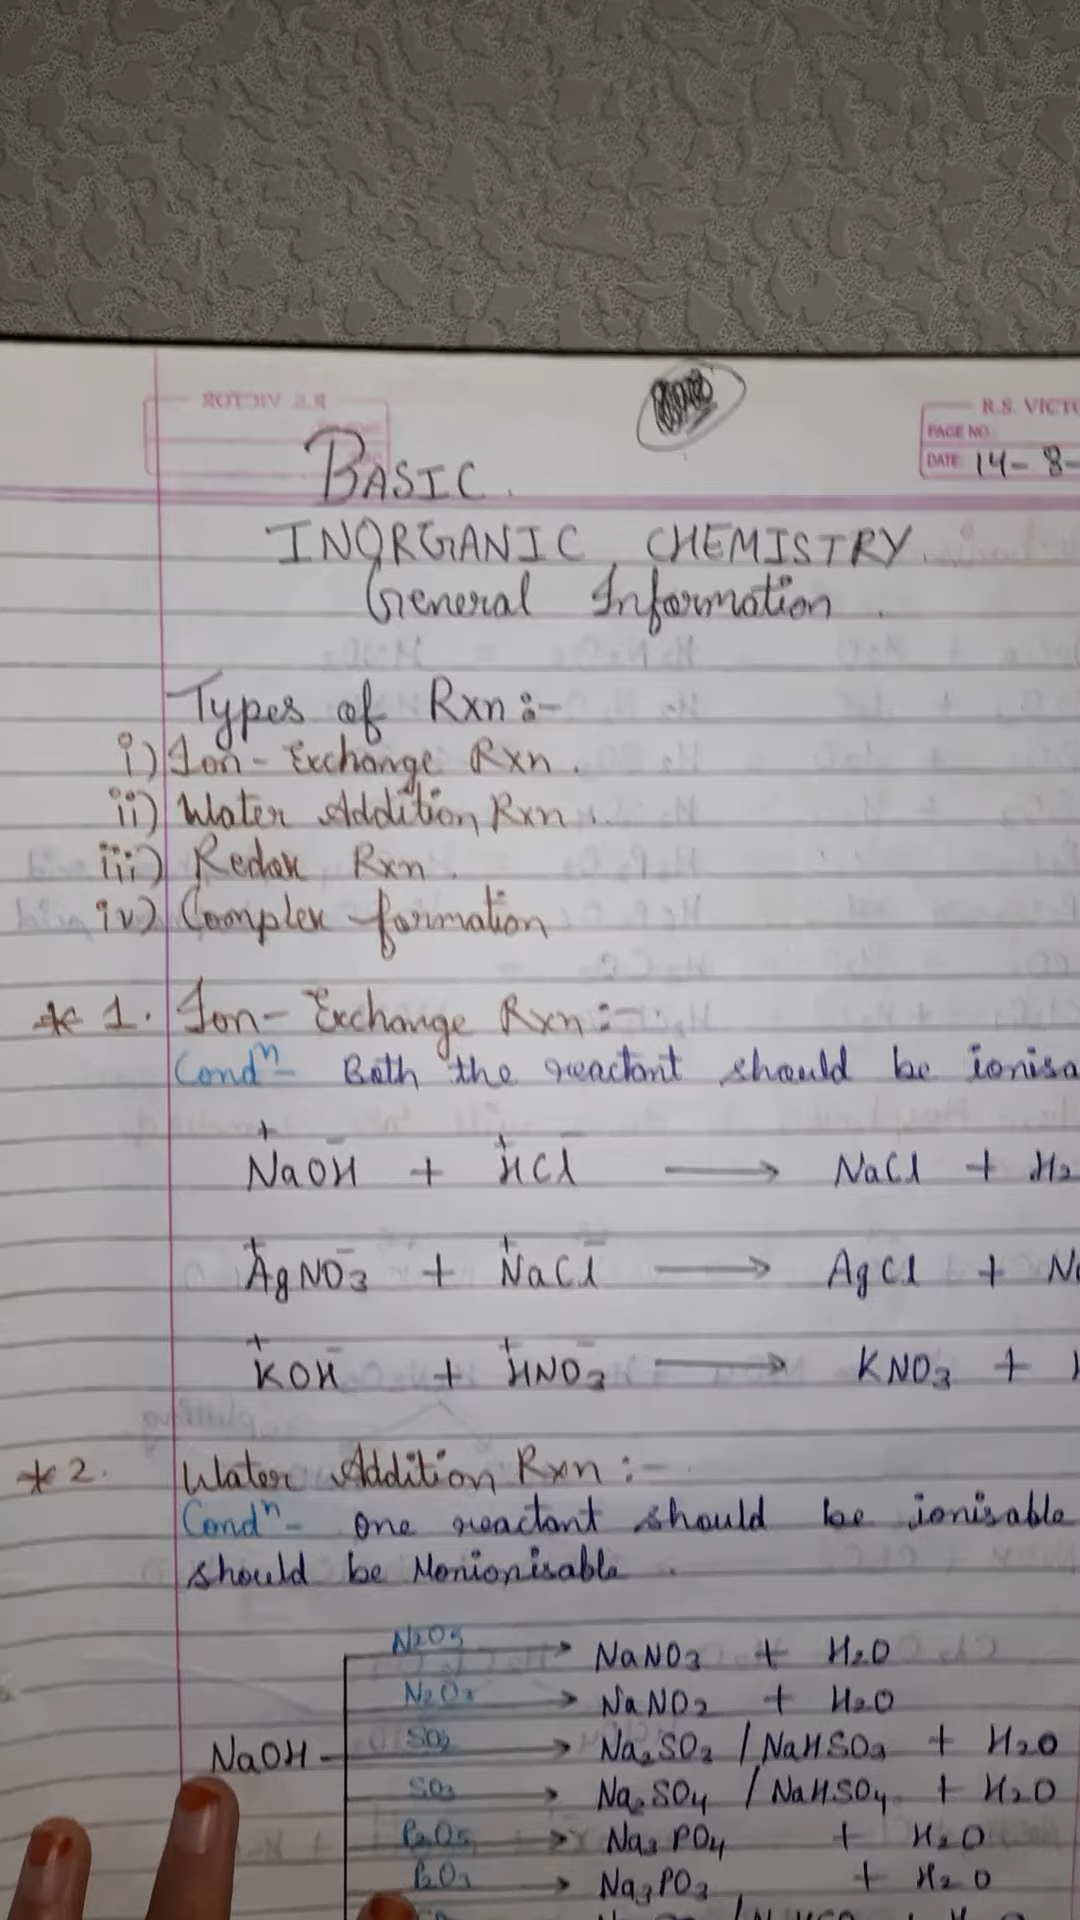 R.S. VICTO
PAGE NO.
DATE: 14-8-
BASIC
INORGANIC CHEMISTRY
General Information.
Types of Rxn:-
i) Ion-Exchange Rxn.
ii) Water Addition Rxn.
iii) Redox Rxn.
iv) Complex formation
* 1. Ion-Exchange Rxn:-
Condⁿ- Both the reactant should be ionisa
+ - + -
NaOH + HCl ⟶ NaCl + H₂
+ - + -
AgNO₃ + NaCl ⟶ AgCl + Na
+ - + -
KOH + HNO₃ ⟶ KNO₃ +
* 2. Water Addition Rxn:-
Condⁿ- One reactant should be ionisable
should be Nonionisable.
N₂O₅ → NaNO₃ + H₂O
N₂O₃ → NaNO₂ + H₂O
NaOH - SO₂ → Na₂SO₃ / NaHSO₃ + H₂O
SO₃ → Na₂SO₄ / NaHSO₄ + H₂O
P₂O₅ → Na₃PO₄ + H₂O
P₂O₃ → Na₃PO₃ + H₂O